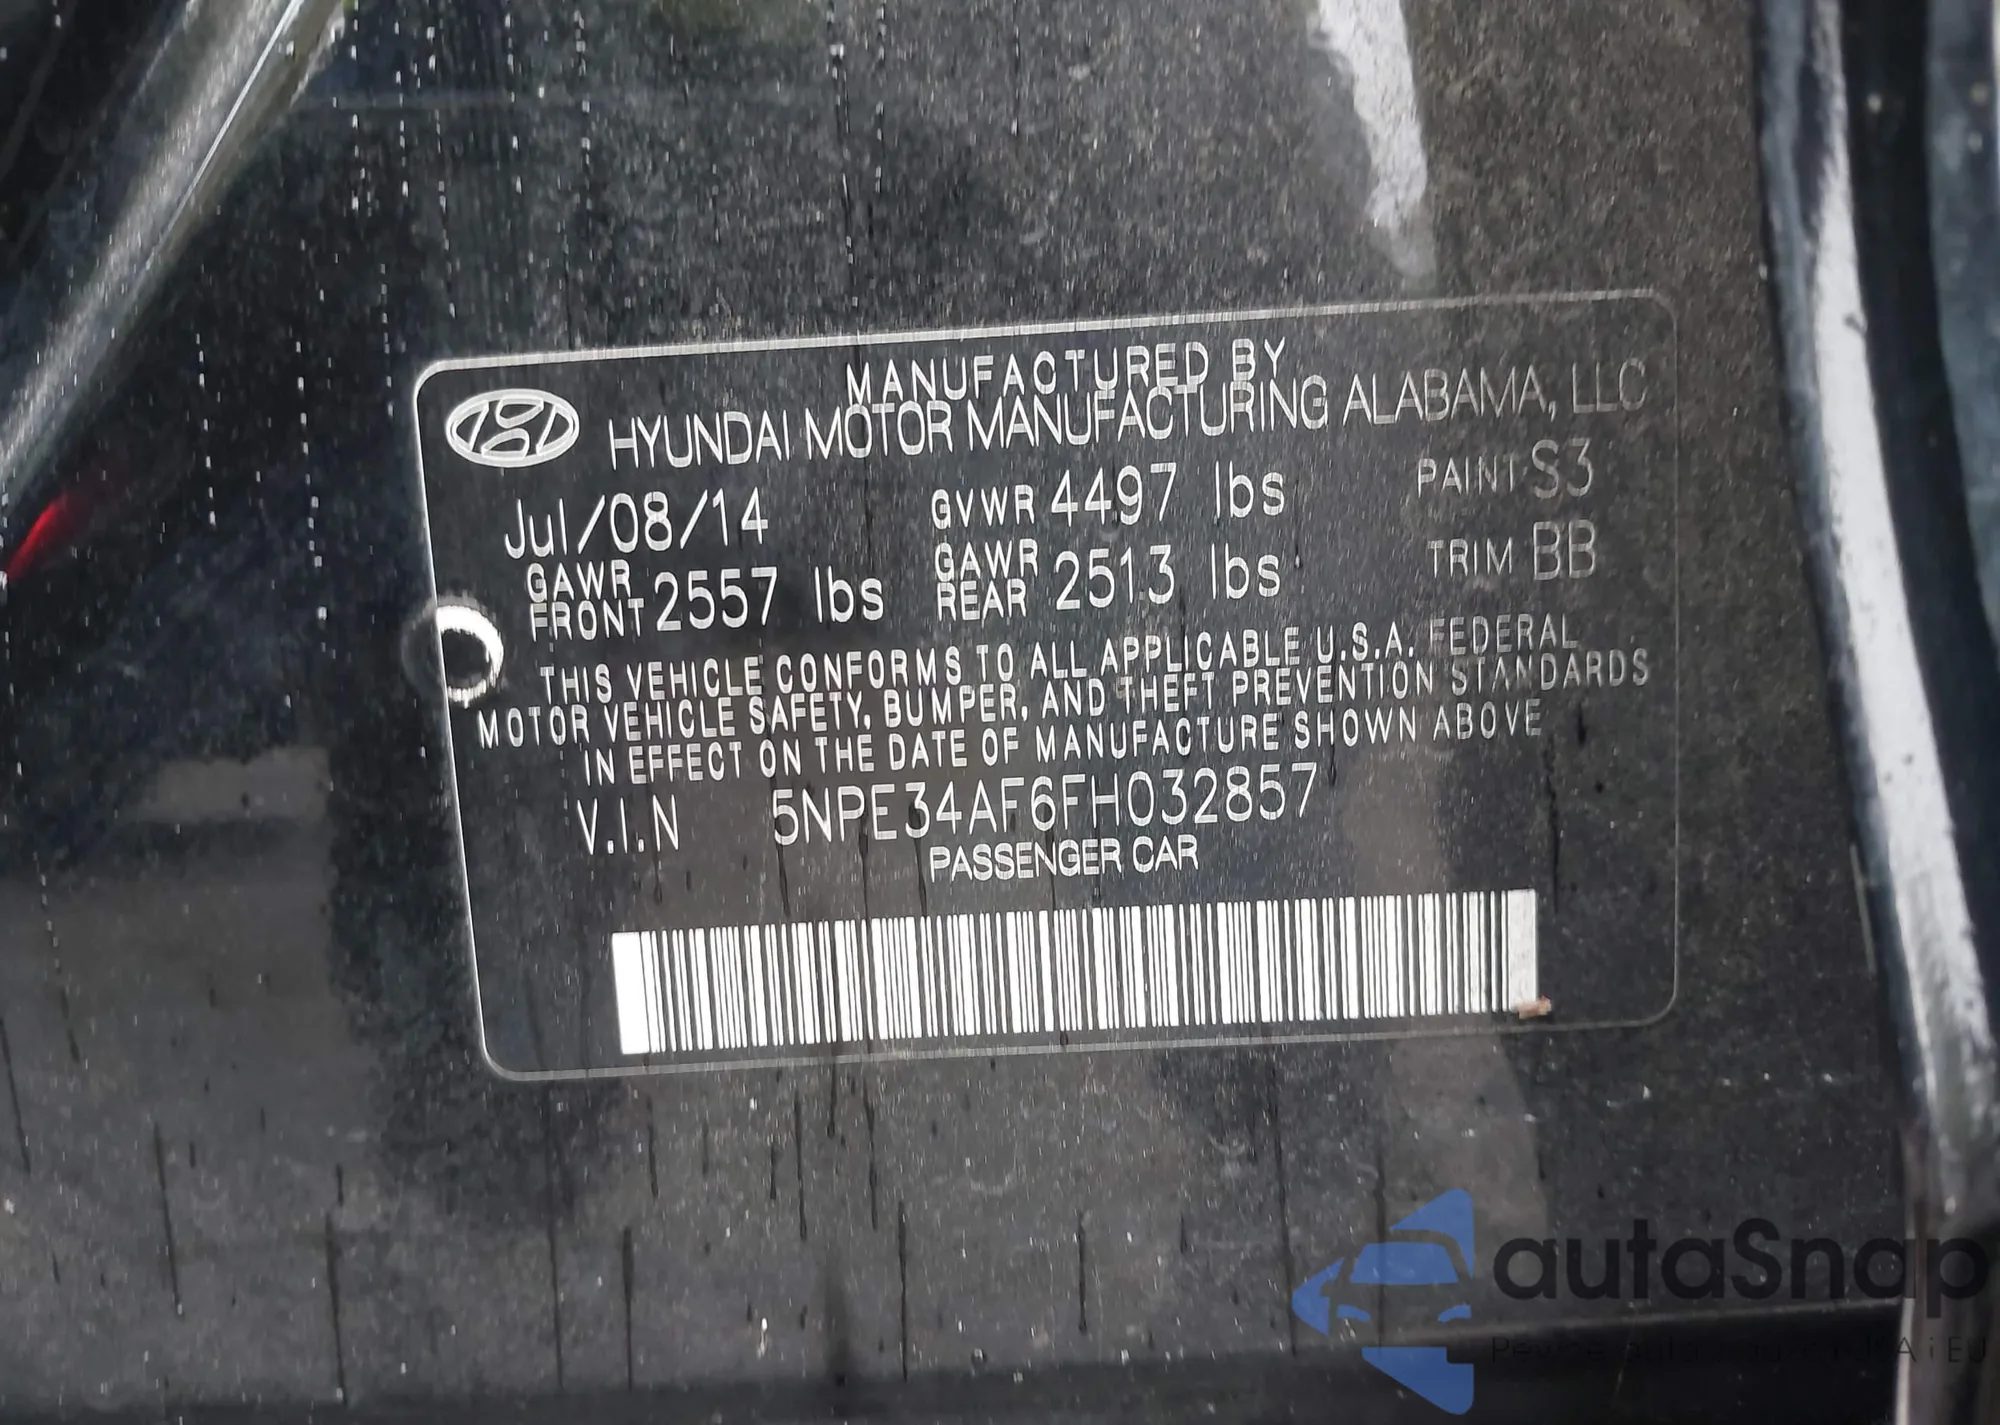 MANUFACTURED BY
HYUNDAI MOTOR MANUFACTURING ALABAMA, LLC
Jul/08/14 GVWR 4497 lbs PAINT S3
GAWR FRONT 2557 lbs GAWR REAR 2513 lbs TRIM BB
THIS VEHICLE CONFORMS TO ALL APPLICABLE U.S.A. FEDERAL
MOTOR VEHICLE SAFETY, BUMPER, AND THEFT PREVENTION STANDARDS
IN EFFECT ON THE DATE OF MANUFACTURE SHOWN ABOVE
V.I.N 5NPE34AF6FH032857
PASSENGER CAR
autaSnap